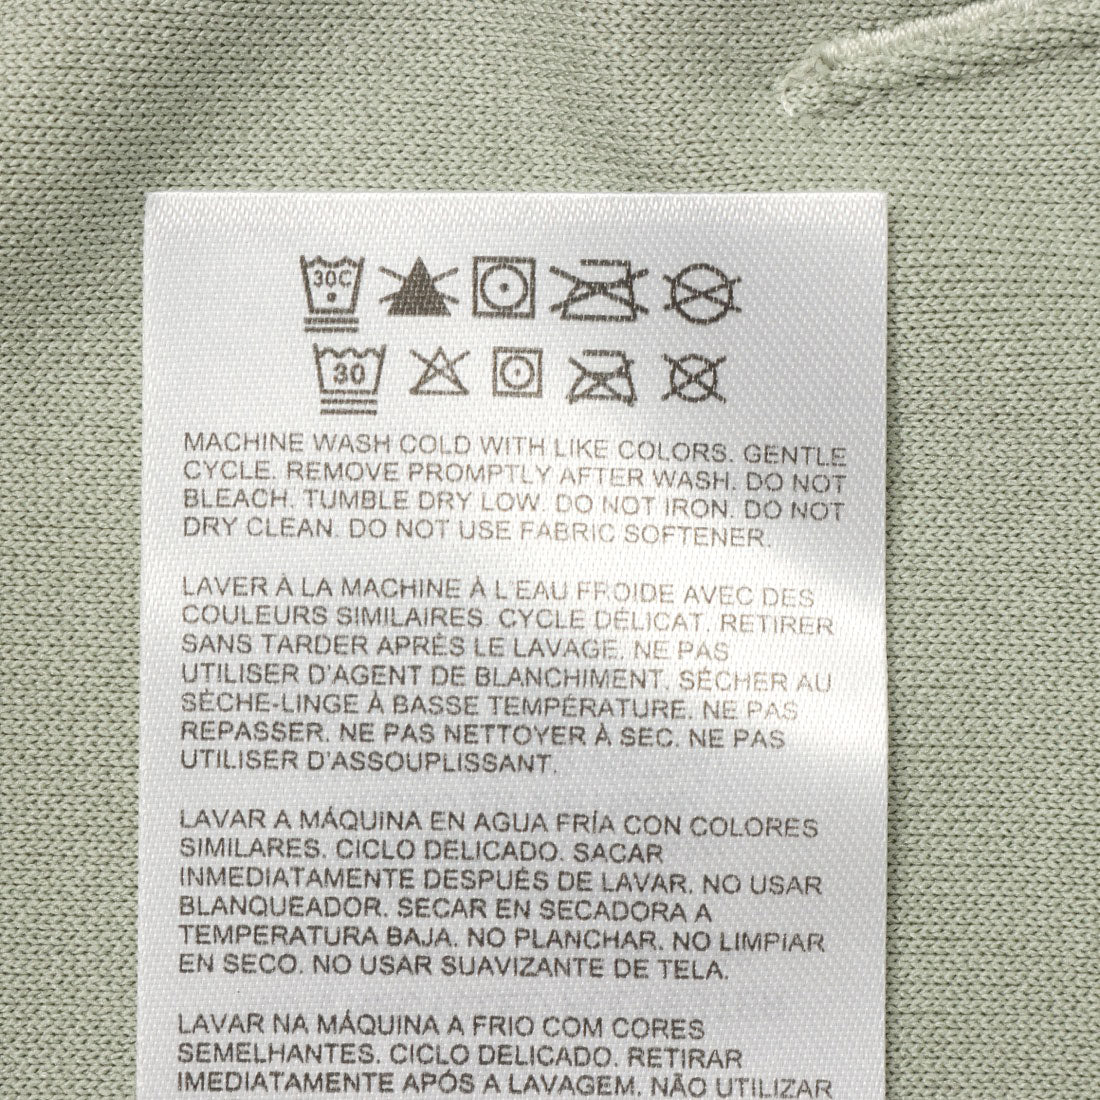 30C
30
MACHINE WASH COLD WITH LIKE COLORS. GENTLE
CYCLE. REMOVE PROMPTLY AFTER WASH. DO NOT
BLEACH. TUMBLE DRY LOW. DO NOT IRON. DO NOT
DRY CLEAN. DO NOT USE FABRIC SOFTENER.
LAVER À LA MACHINE À L'EAU FROIDE AVEC DES
COULEURS SIMILAIRES. CYCLE DÉLICAT. RETIRER
SANS TARDER APRÈS LE LAVAGE. NE PAS
UTILISER D'AGENT DE BLANCHIMENT. SÉCHER AU
SÈCHE-LINGE À BASSE TEMPÉRATURE. NE PAS
REPASSER. NE PAS NETTOYER À SEC. NE PAS
UTILISER D'ASSOUPLISSANT.
LAVAR A MÁQUINA EN AGUA FRÍA CON COLORES
SIMILARES. CICLO DELICADO. SACAR
INMEDIATAMENTE DESPUÉS DE LAVAR. NO USAR
BLANQUEADOR. SECAR EN SECADORA A
TEMPERATURA BAJA. NO PLANCHAR. NO LIMPIAR
EN SECO. NO USAR SUAVIZANTE DE TELA.
LAVAR NA MÁQUINA A FRIO COM CORES
SEMELHANTES. CICLO DELICADO. RETIRAR
IMEDIATAMENTE APÓS A LAVAGEM. NÃO UTILIZAR